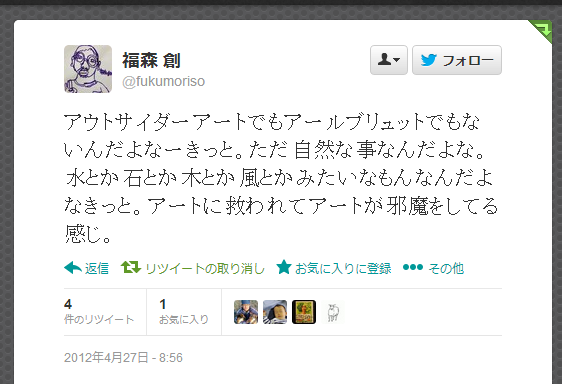 福森 創
@fukumoriso
フォロー
アウトサイダーアートでもアールブリュットでもな
いんだよなーきっと。ただ自然な事なんだよな。
水とか石とか木とか風とかみたいなもんなんだよ
なきっと。アートに救われてアートが邪魔をしてる
感じ。
返信 リツイートの取り消し お気に入りに登録 その他
4
件のリツイート
1
お気に入り
2012年4月27日 - 8:56